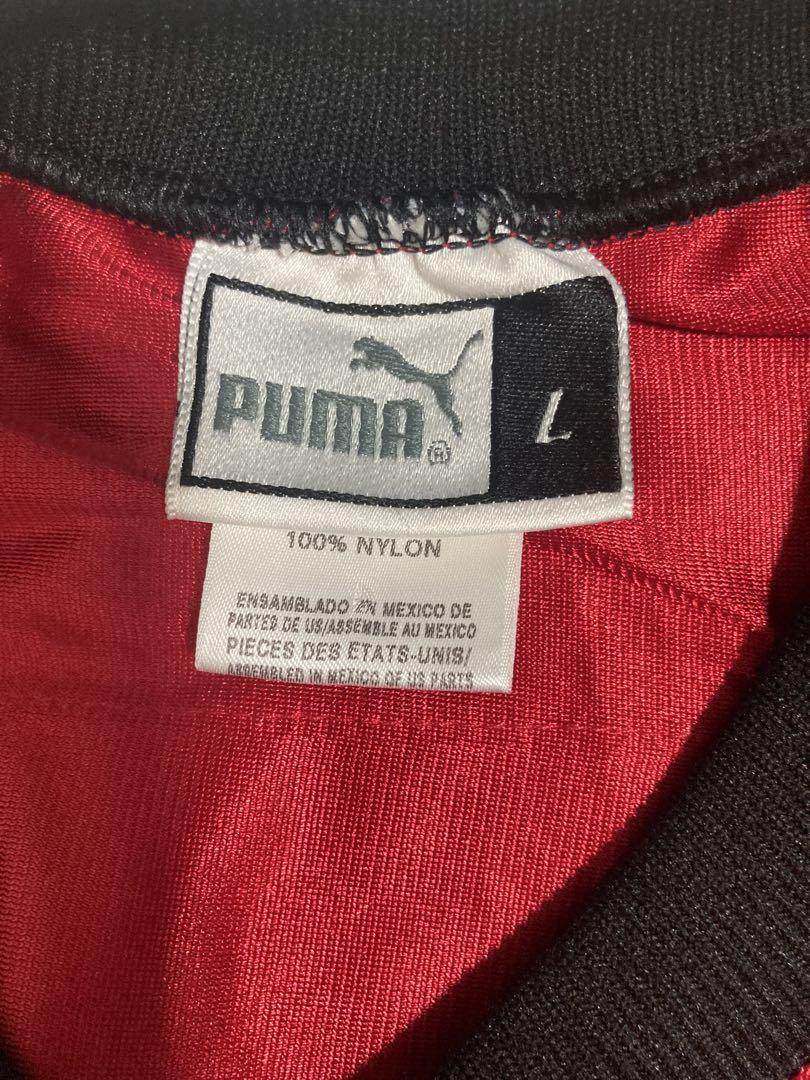 PUMA®
L
100% NYLON
ENSAMBLADO EN MEXICO DE
PARTES DE US/ASSEMBLE AU MEXICO
PIECES DES ETATS-UNIS/
ASSEMBLED IN MEXICO OF US PARTS